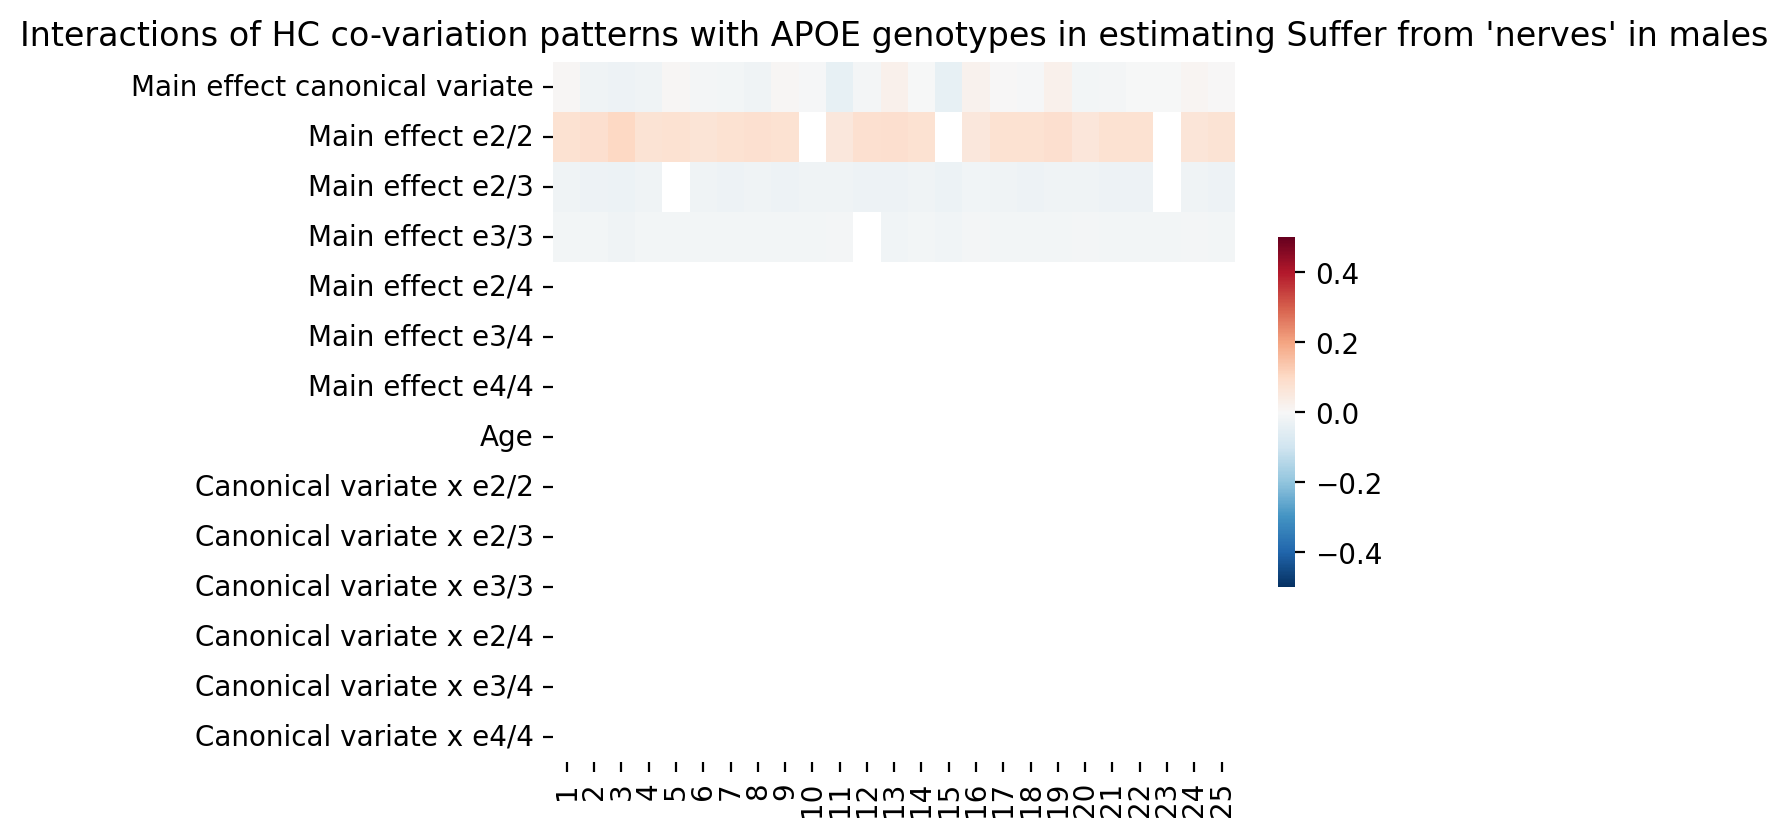 Interactions of HC co-variation patterns with APOE genotypes in estimating Suffer from 'nerves' in males
Main effect canonical variate
Main effect e2/2
Main effect e2/3
Main effect e3/3
Main effect e2/4
Main effect e3/4
Main effect e4/4
Age
Canonical variate x e2/2
Canonical variate x e2/3
Canonical variate x e3/3
Canonical variate x e2/4
Canonical variate x e3/4
Canonical variate x e4/4
1 2 3 4 5 6 7 8 9 10 11 12 13 14 15 16 17 18 19 20 21 22 23 24 25
0.4
0.2
0.0
−0.2
−0.4